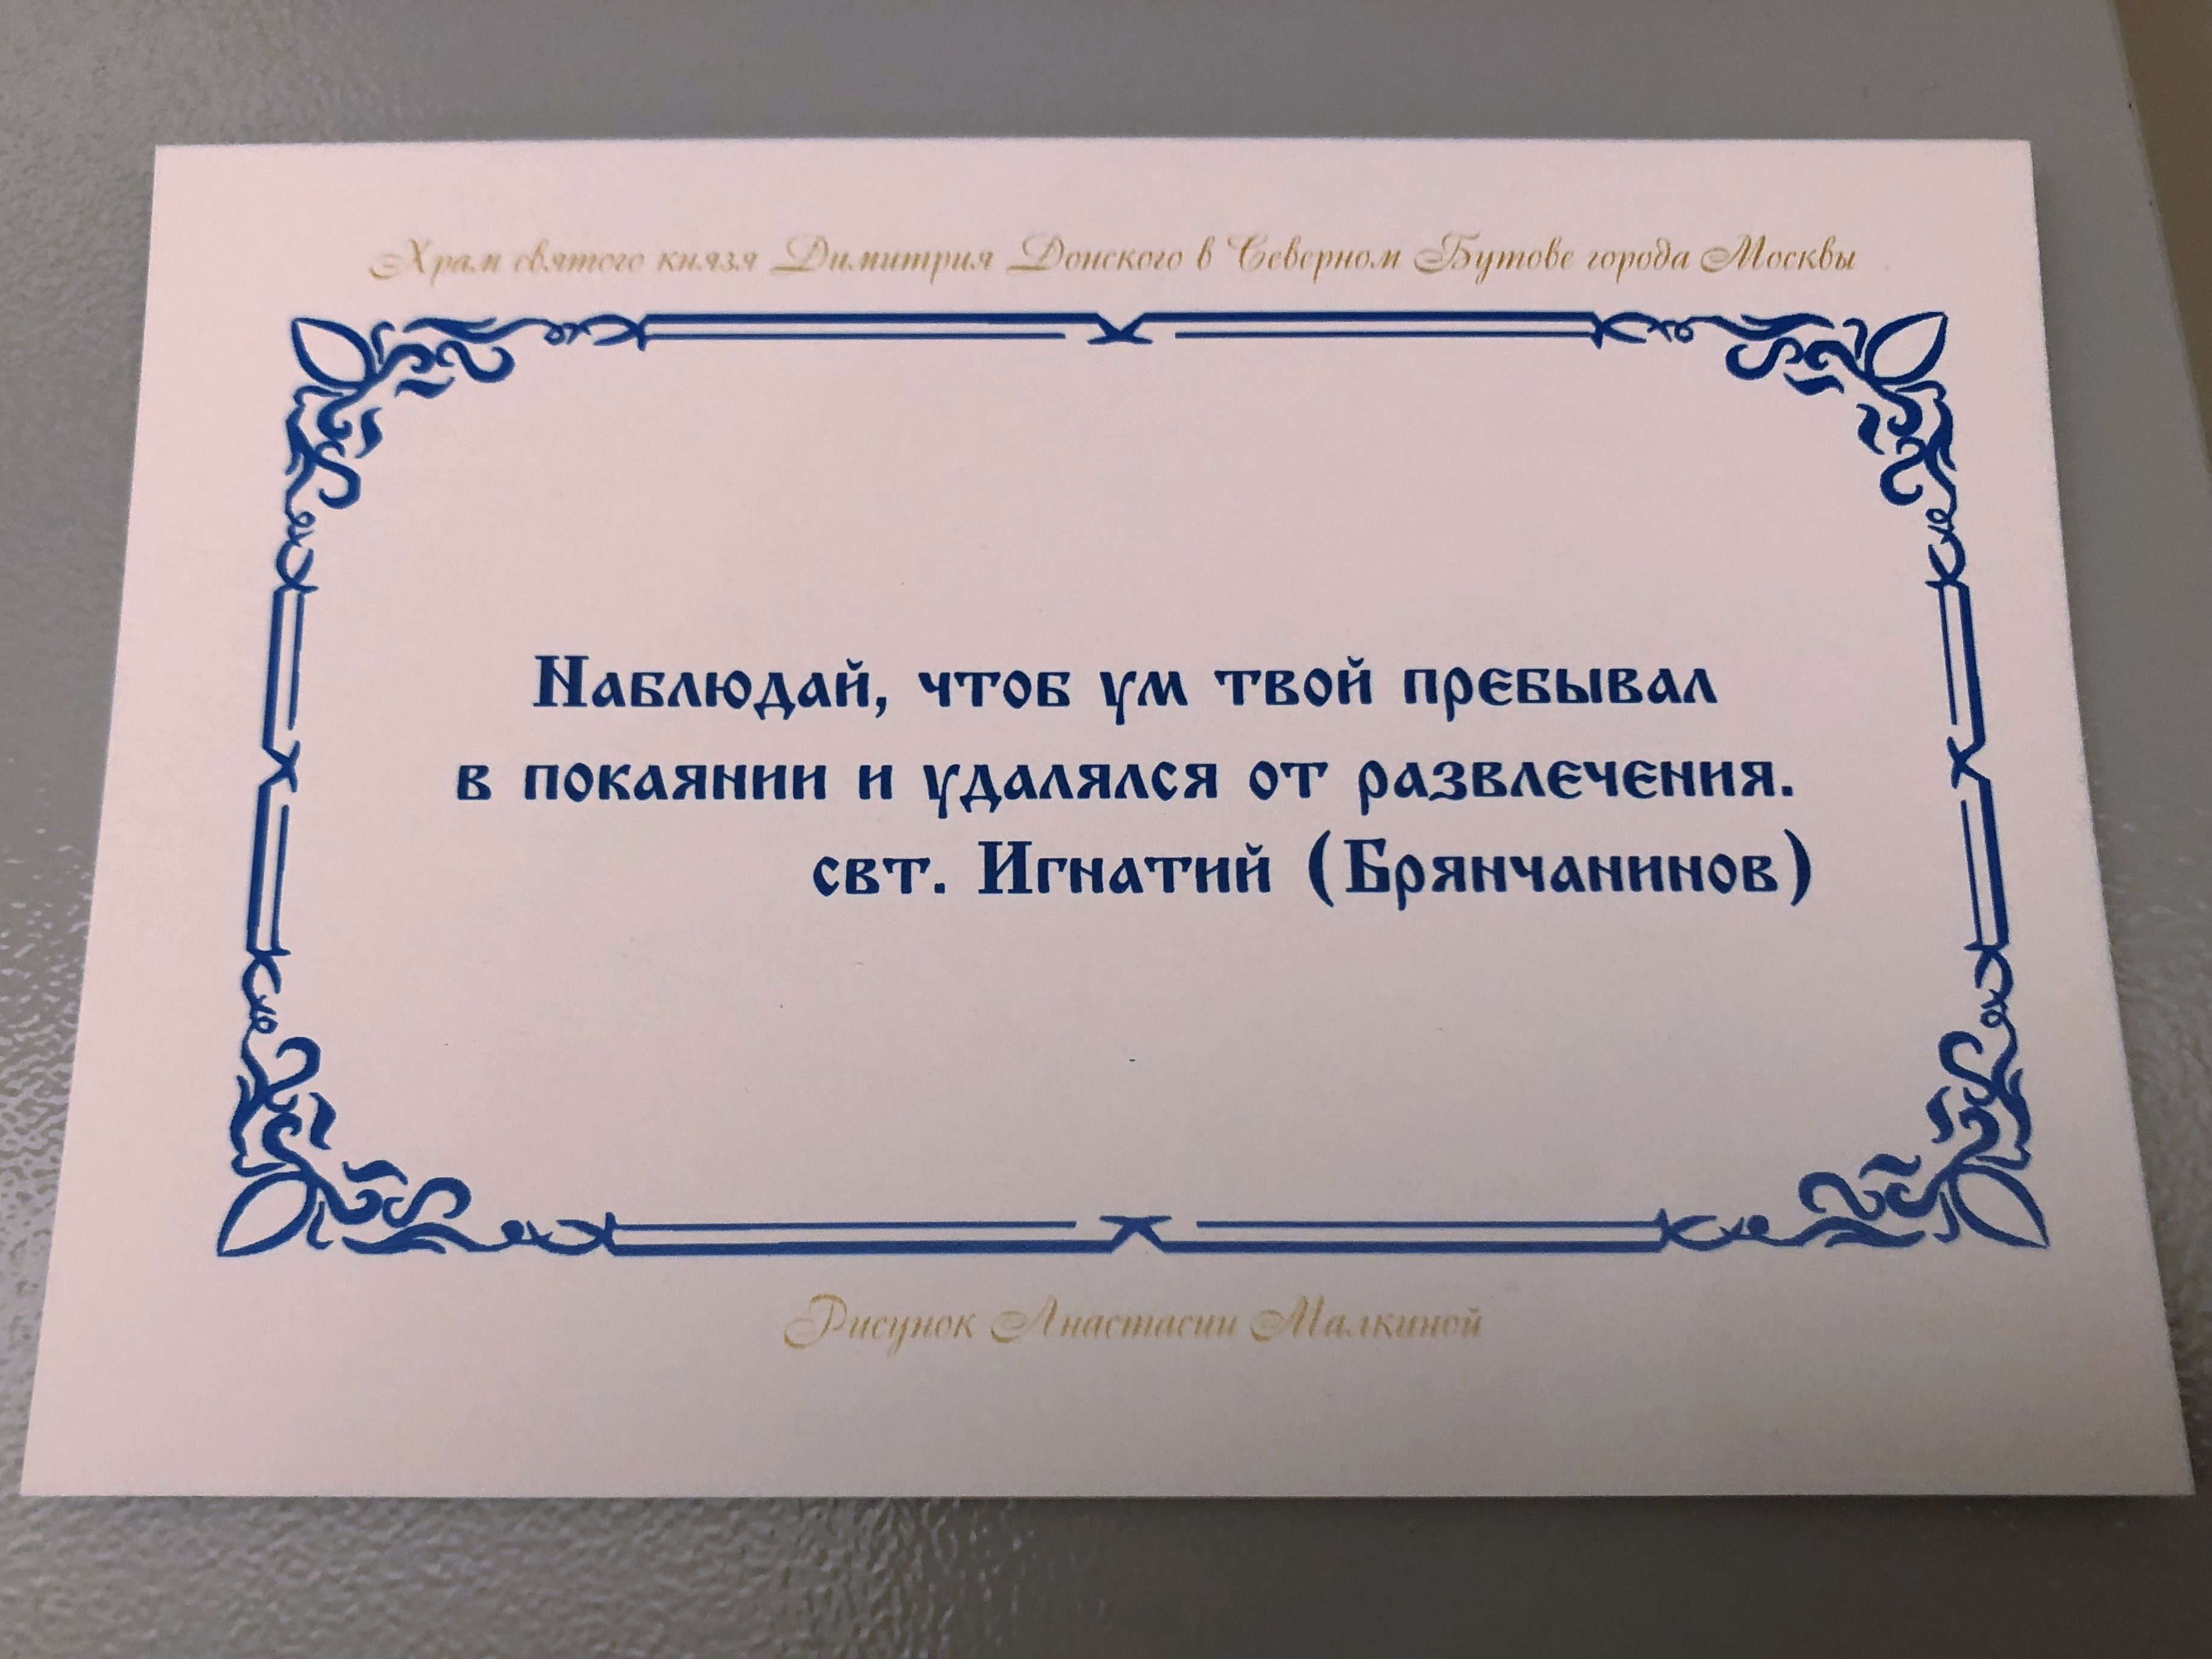 Храм святого князя Димитрия Донского в Северном Бутове города Москвы
Наблюдай, чтоб ум твой пребывал
в покаянии и удалялся от развлечения.
свт. Игнатий (Брянчанинов)
Рисунок Анастасии Малкиной